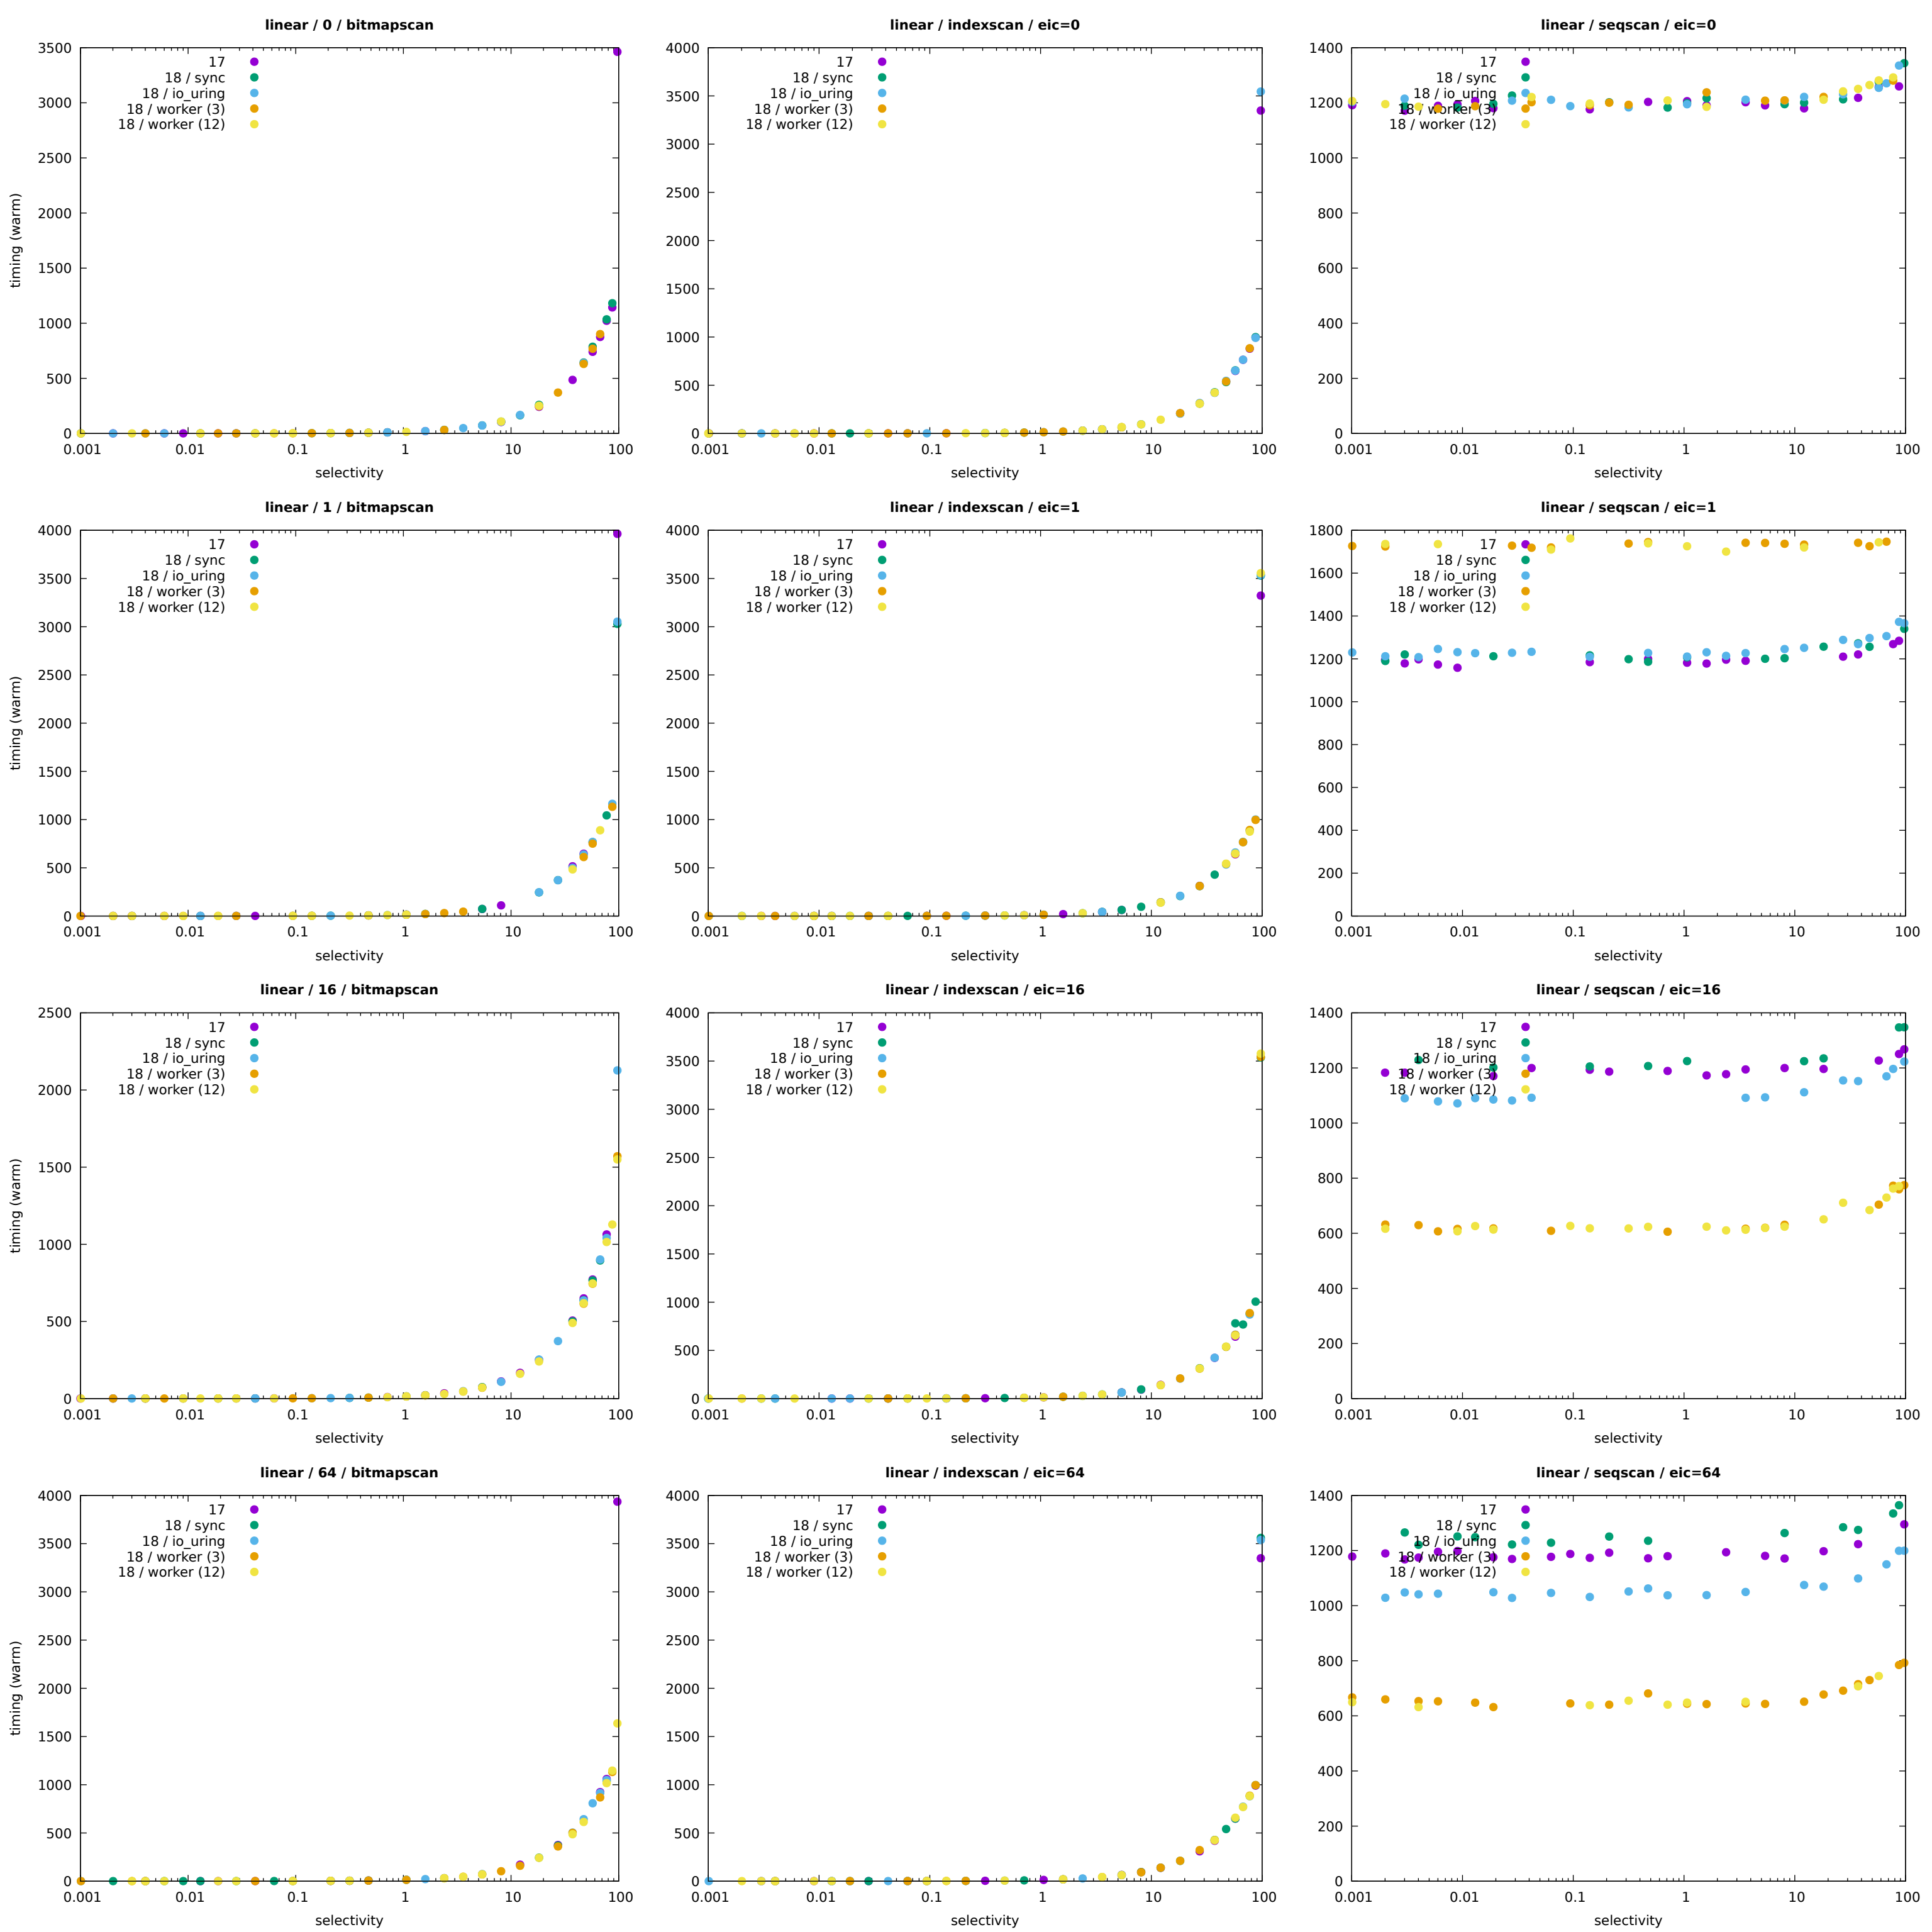 linear / 0 / bitmapscan
3500
3000
2500
2000
1500
1000
500
0
timing (warm)
17
18 / sync
18 / io_uring
18 / worker (3)
18 / worker (12)
0.001 0.01 0.1 1 10 100
selectivity
linear / indexscan / eic=0
4000
3500
3000
2500
2000
1500
1000
500
0
17
18 / sync
18 / io_uring
18 / worker (3)
18 / worker (12)
0.001 0.01 0.1 1 10 100
selectivity
linear / seqscan / eic=0
1400
1200
1000
800
600
400
200
0
17
18 / sync
18 / io_uring
18 / worker (3)
18 / worker (12)
0.001 0.01 0.1 1 10 100
selectivity
linear / 1 / bitmapscan
4000
3500
3000
2500
2000
1500
1000
500
0
timing (warm)
17
18 / sync
18 / io_uring
18 / worker (3)
18 / worker (12)
0.001 0.01 0.1 1 10 100
selectivity
linear / indexscan / eic=1
4000
3500
3000
2500
2000
1500
1000
500
0
17
18 / sync
18 / io_uring
18 / worker (3)
18 / worker (12)
0.001 0.01 0.1 1 10 100
selectivity
linear / seqscan / eic=1
1800
1600
1400
1200
1000
800
600
400
200
0
17
18 / sync
18 / io_uring
18 / worker (3)
18 / worker (12)
0.001 0.01 0.1 1 10 100
selectivity
linear / 16 / bitmapscan
2500
2000
1500
1000
500
0
timing (warm)
17
18 / sync
18 / io_uring
18 / worker (3)
18 / worker (12)
0.001 0.01 0.1 1 10 100
selectivity
linear / indexscan / eic=16
4000
3500
3000
2500
2000
1500
1000
500
0
17
18 / sync
18 / io_uring
18 / worker (3)
18 / worker (12)
0.001 0.01 0.1 1 10 100
selectivity
linear / seqscan / eic=16
1400
1200
1000
800
600
400
200
0
17
18 / sync
18 / io_uring
18 / worker (3)
18 / worker (12)
0.001 0.01 0.1 1 10 100
selectivity
linear / 64 / bitmapscan
4000
3500
3000
2500
2000
1500
1000
500
0
timing (warm)
17
18 / sync
18 / io_uring
18 / worker (3)
18 / worker (12)
0.001 0.01 0.1 1 10 100
selectivity
linear / indexscan / eic=64
4000
3500
3000
2500
2000
1500
1000
500
0
17
18 / sync
18 / io_uring
18 / worker (3)
18 / worker (12)
0.001 0.01 0.1 1 10 100
selectivity
linear / seqscan / eic=64
1400
1200
1000
800
600
400
200
0
17
18 / sync
18 / io_uring
18 / worker (3)
18 / worker (12)
0.001 0.01 0.1 1 10 100
selectivity